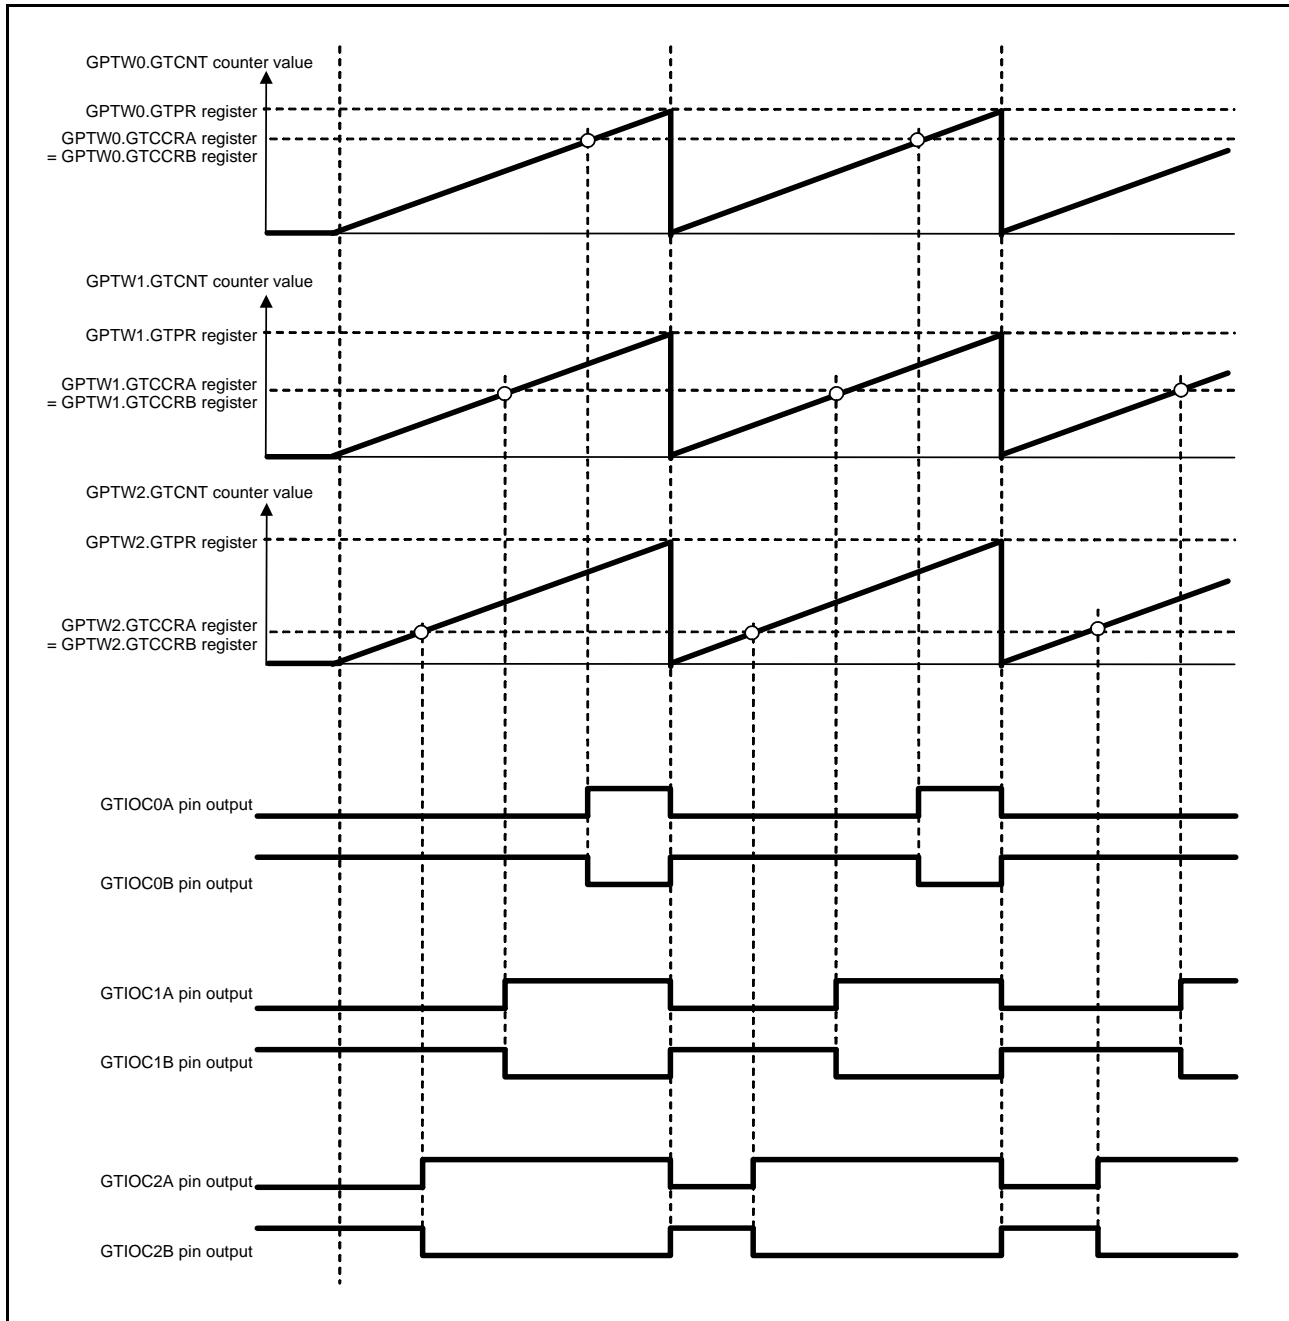 GPTW0.GTCNT counter value
GPTW0.GTPR register
GPTW0.GTCCRA register
= GPTW0.GTCCRB register
GPTW1.GTCNT counter value
GPTW1.GTPR register
GPTW1.GTCCRA register
= GPTW1.GTCCRB register
GPTW2.GTCNT counter value
GPTW2.GTPR register
GPTW2.GTCCRA register
= GPTW2.GTCCRB register
GTIOC0A pin output
GTIOC0B pin output
GTIOC1A pin output
GTIOC1B pin output
GTIOC2A pin output
GTIOC2B pin output